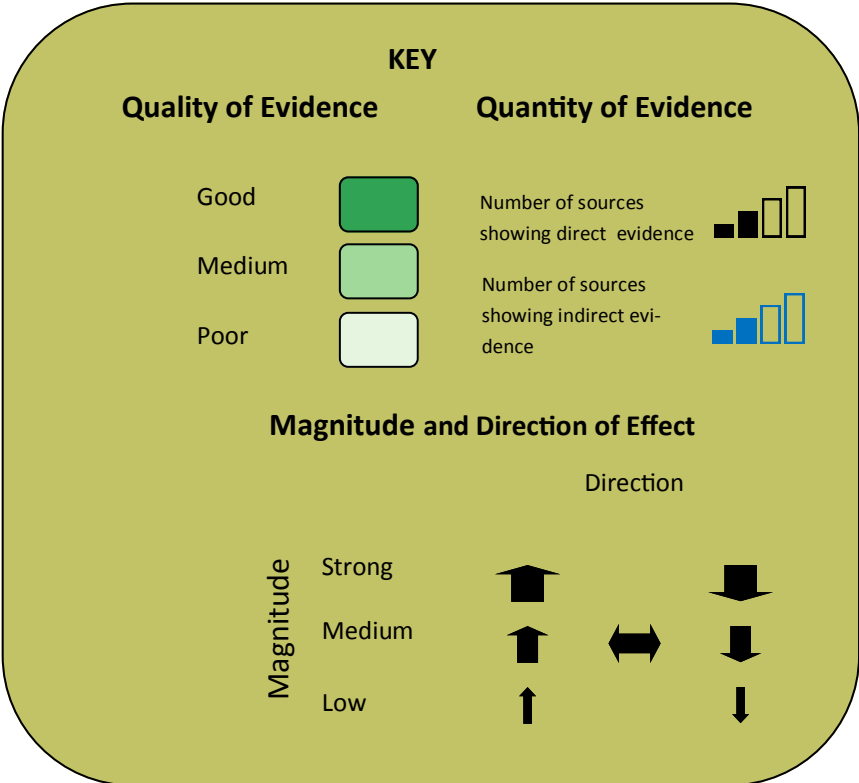 KEY
Quality of Evidence
Quantity of Evidence
Good
Medium
Poor
Number of sources
showing direct evidence
Number of sources
showing indirect evi-
dence
Magnitude and Direction of Effect
Direction
Magnitude
Strong
Medium
Low